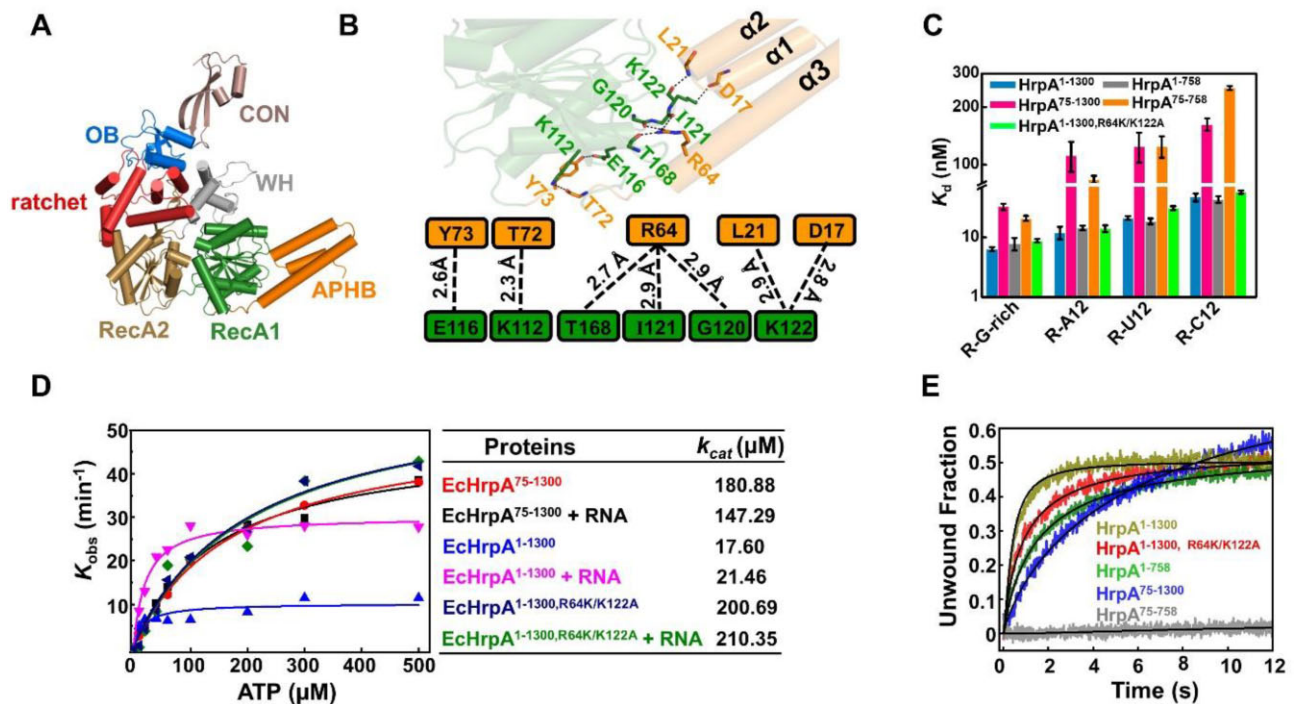 A
CON
OB
ratchet
WH
RecA2
RecA1
APHB
B
α2
α1
α3
L21
K122
D17
G120
I121
K112
E116
T168
R64
Y73
T72
Y73 T72 R64 L21 D17
2.6Å 2.3 Å 2.7 Å 2.9 Å 2.9 Å 2.9Å 2.8 Å
E116 K112 T168 I121 G120 K122
C
300
200
100
10
1
Kd (nM)
HrpA1-1300 HrpA1-758
HrpA75-1300 HrpA75-758
HrpA1-1300,R64K/K122A
R-G-rich R-A12 R-U12 R-C12
D
50
40
30
20
10
Kobs (min-1)
0 100 200 300 400 500
ATP (µM)
Proteins kcat (µM)
EcHrpA75-1300 180.88
EcHrpA75-1300 + RNA 147.29
EcHrpA1-1300 17.60
EcHrpA1-1300 + RNA 21.46
EcHrpA1-1300,R64K/K122A 200.69
EcHrpA1-1300,R64K/K122A + RNA 210.35
E
0.6
0.5
0.4
0.3
0.2
0.1
0
Unwound Fraction
HrpA1-1300
HrpA1-1300, R64K/K122A
HrpA1-758
HrpA75-1300
HrpA75-758
0 2 4 6 8 10 12
Time (s)